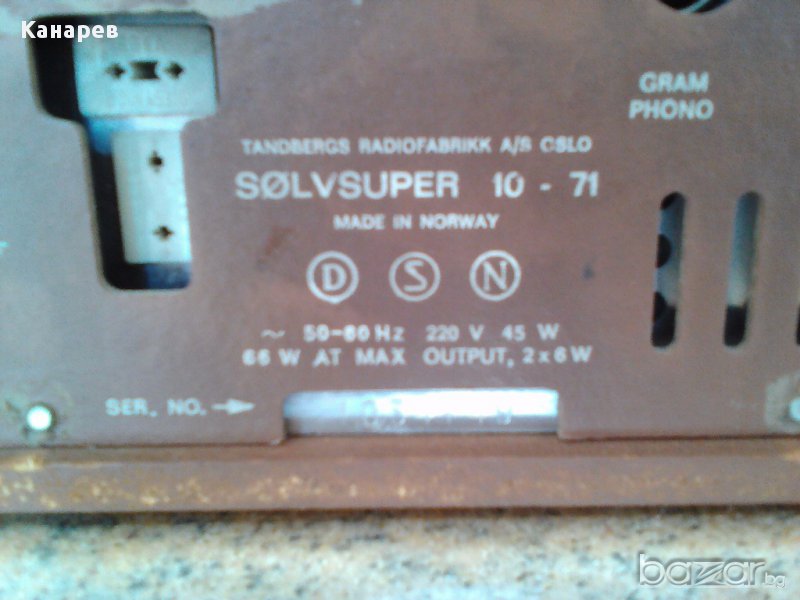 Канарев
GRAM
PHONO
TANDBERGS RADIOFABRIKK A/S OSLO
SØLVSUPER 10 - 71
MADE IN NORWAY
D S N
~ 50-60 Hz 220 V 45 W
66 W AT MAX OUTPUT, 2 x 6 W
SER. NO. →
bazar.bg